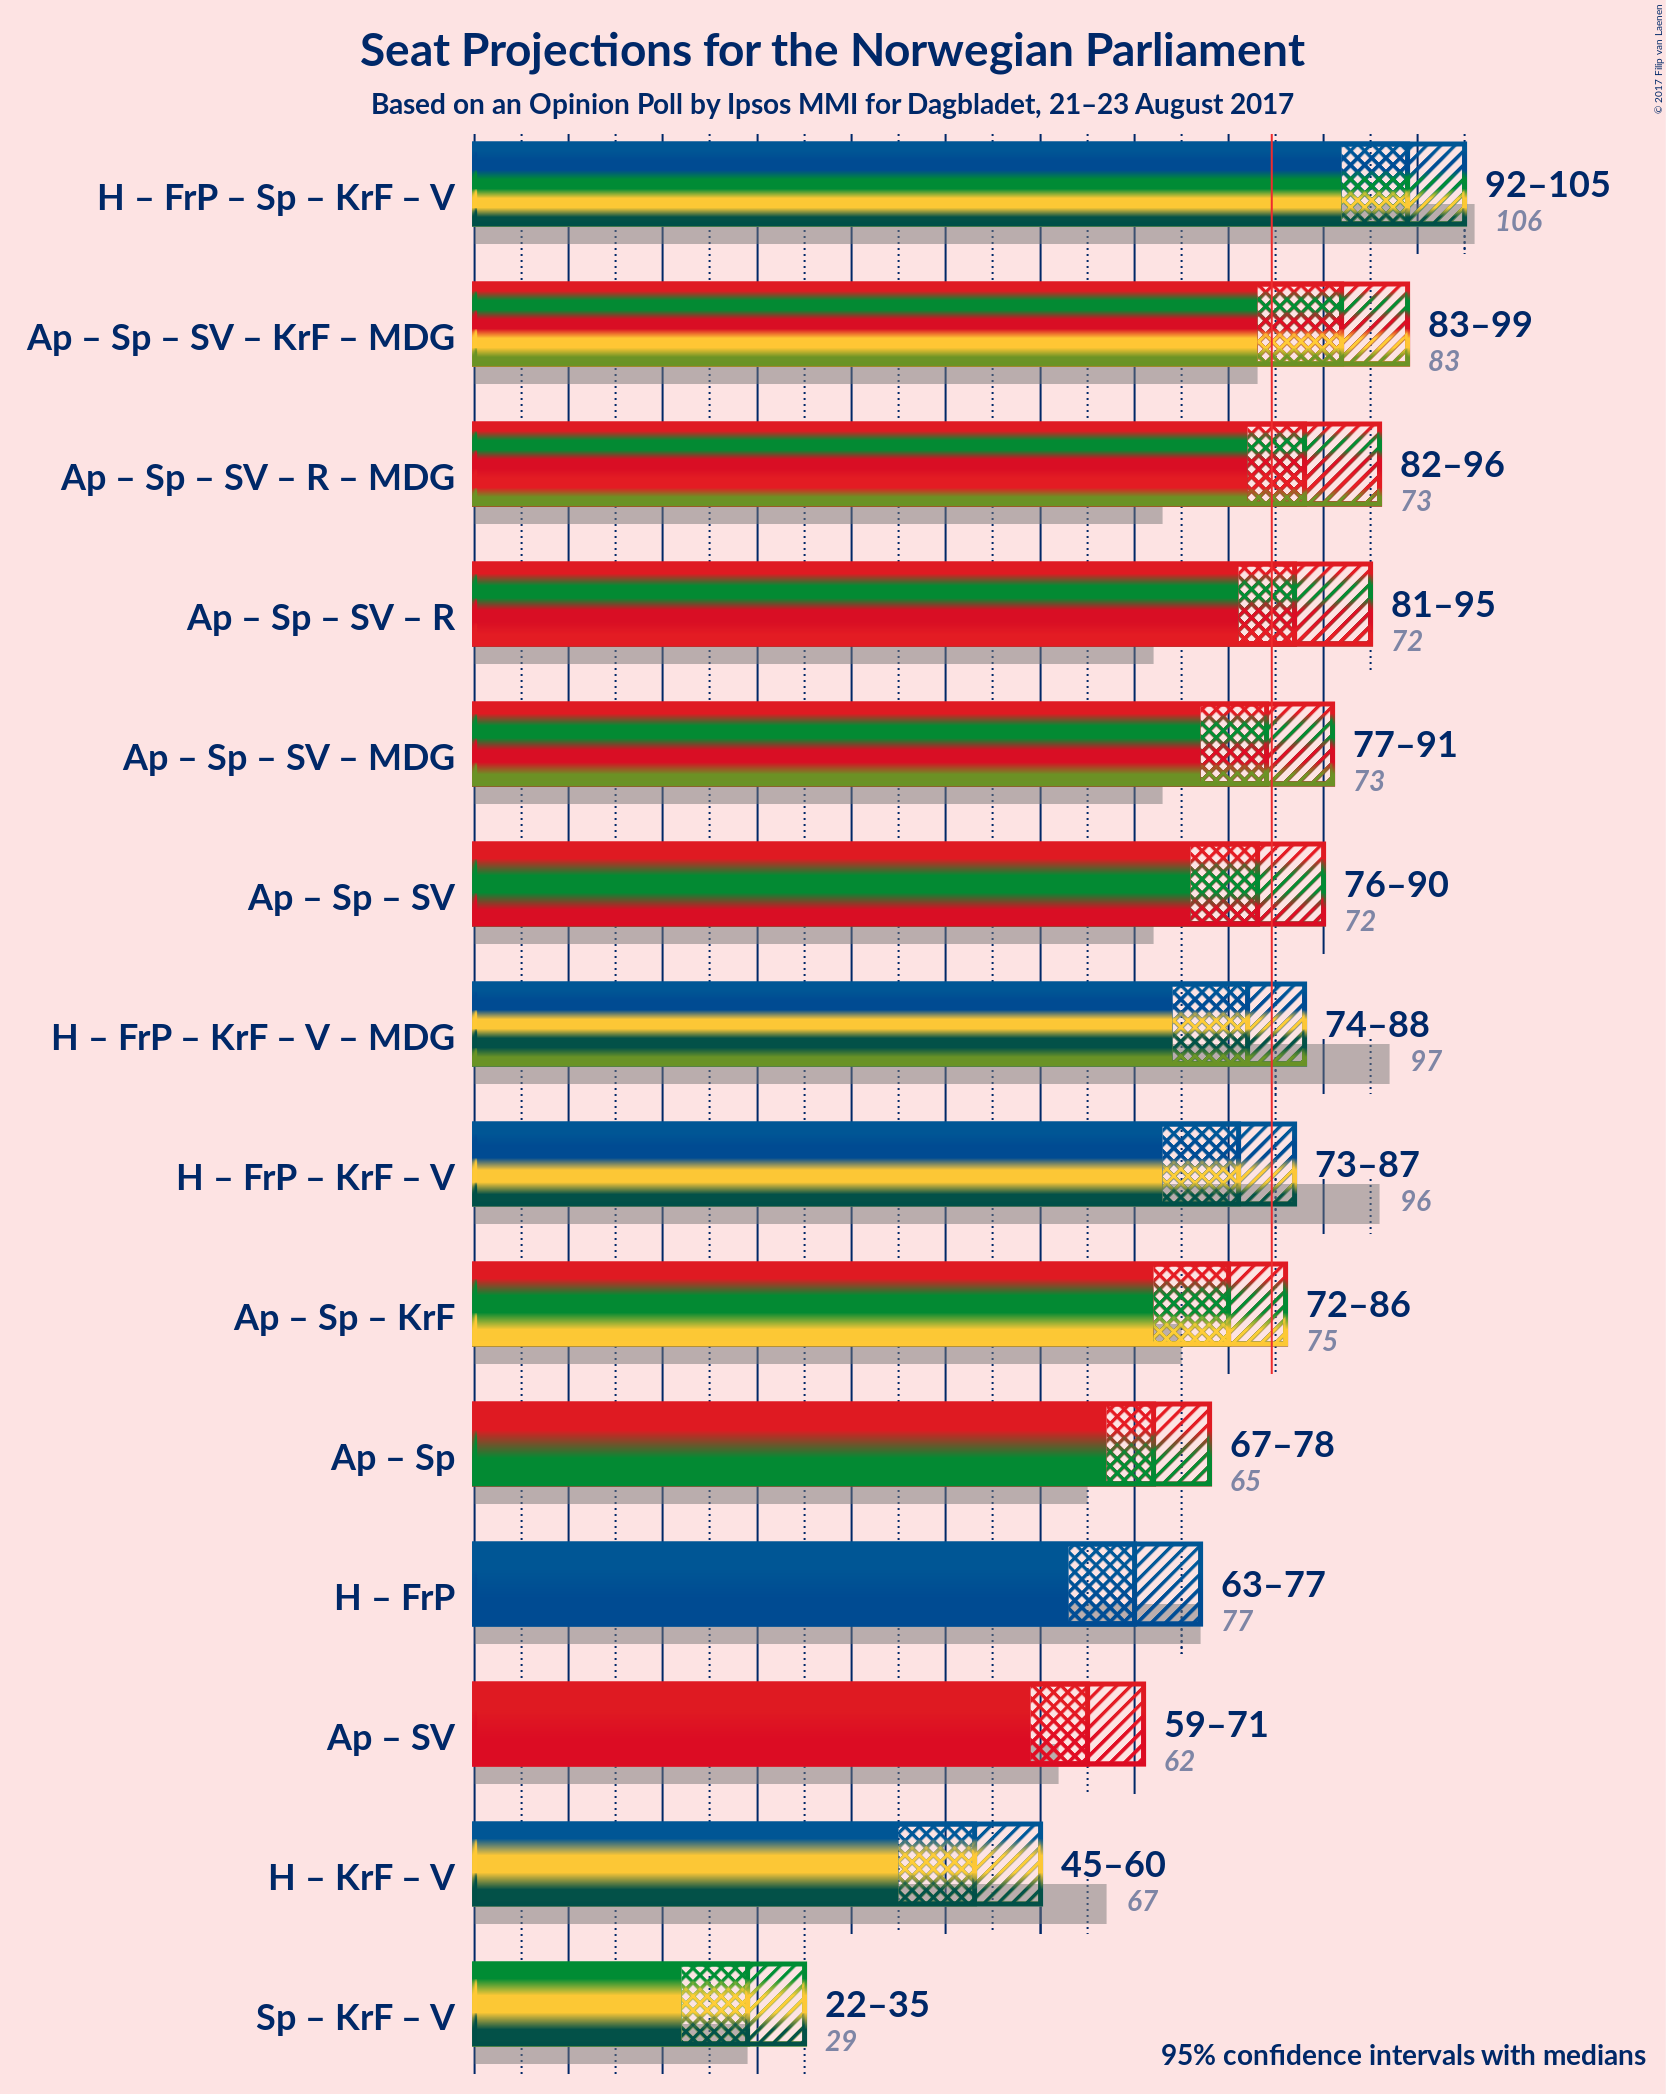 Seat Projections for the Norwegian Parliament
Based on an Opinion Poll by Ipsos MMI for Dagbladet, 21–23 August 2017
© 2017 Filip van Laenen
H – FrP – Sp – KrF – V
92–105
106
Ap – Sp – SV – KrF – MDG
83–99
83
Ap – Sp – SV – R – MDG
82–96
73
Ap – Sp – SV – R
81–95
72
Ap – Sp – SV – MDG
77–91
73
Ap – Sp – SV
76–90
72
H – FrP – KrF – V – MDG
74–88
97
H – FrP – KrF – V
73–87
96
Ap – Sp – KrF
72–86
75
Ap – Sp
67–78
65
H – FrP
63–77
77
Ap – SV
59–71
62
H – KrF – V
45–60
67
Sp – KrF – V
22–35
29
95% confidence intervals with medians